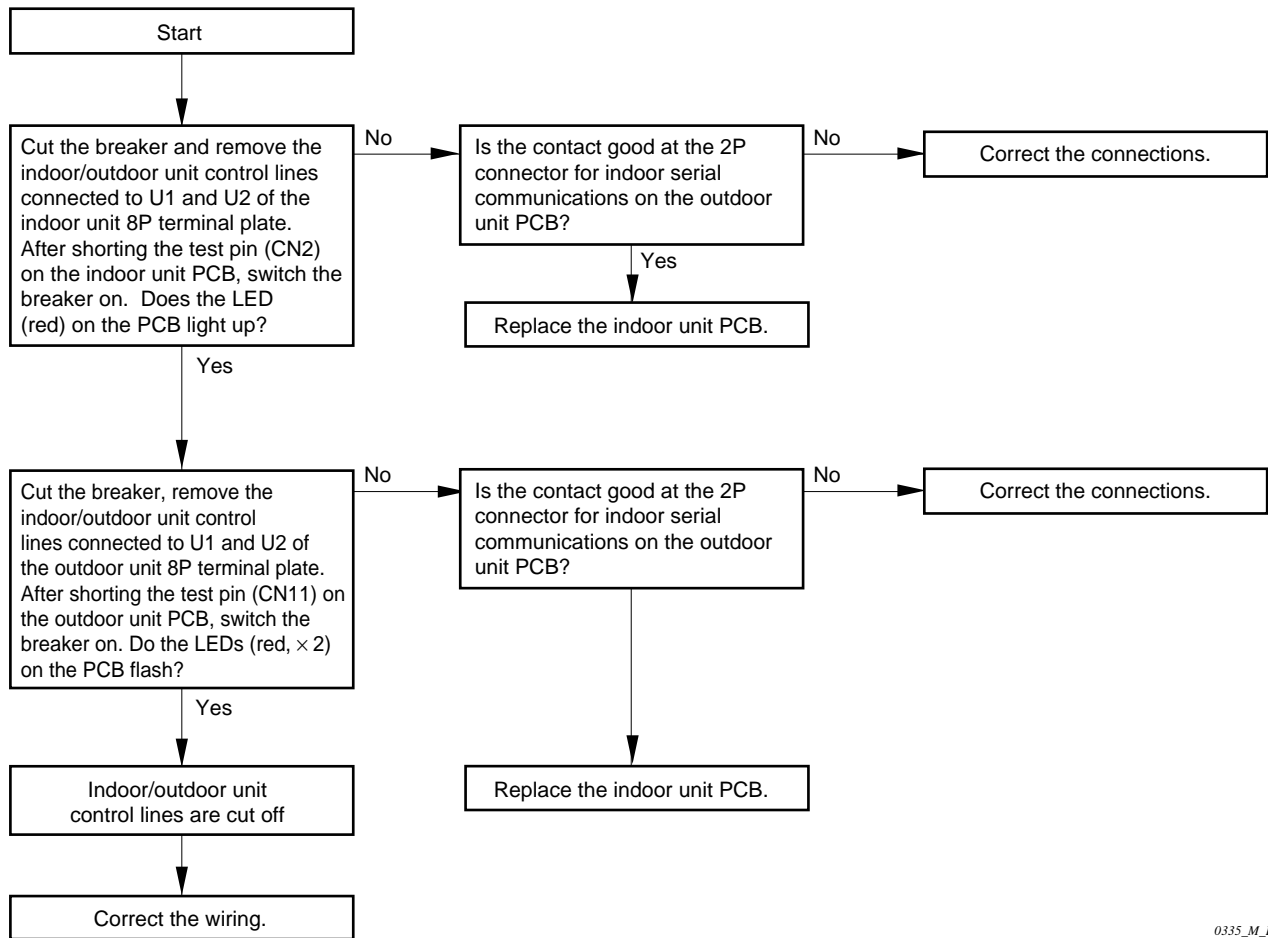 Start
Cut the breaker and remove the
indoor/outdoor unit control lines
connected to U1 and U2 of the
indoor unit 8P terminal plate.
After shorting the test pin (CN2)
on the indoor unit PCB, switch the
breaker on. Does the LED
(red) on the PCB light up?
No
Is the contact good at the 2P
connector for indoor serial
communications on the outdoor
unit PCB?
No
Correct the connections.
Yes
Replace the indoor unit PCB.
Yes
Cut the breaker, remove the
indoor/outdoor unit control
lines connected to U1 and U2 of
the outdoor unit 8P terminal plate.
After shorting the test pin (CN11) on
the outdoor unit PCB, switch the
breaker on. Do the LEDs (red, × 2)
on the PCB flash?
No
Is the contact good at the 2P
connector for indoor serial
communications on the outdoor
unit PCB?
No
Correct the connections.
Replace the indoor unit PCB.
Yes
Indoor/outdoor unit
control lines are cut off
Correct the wiring.